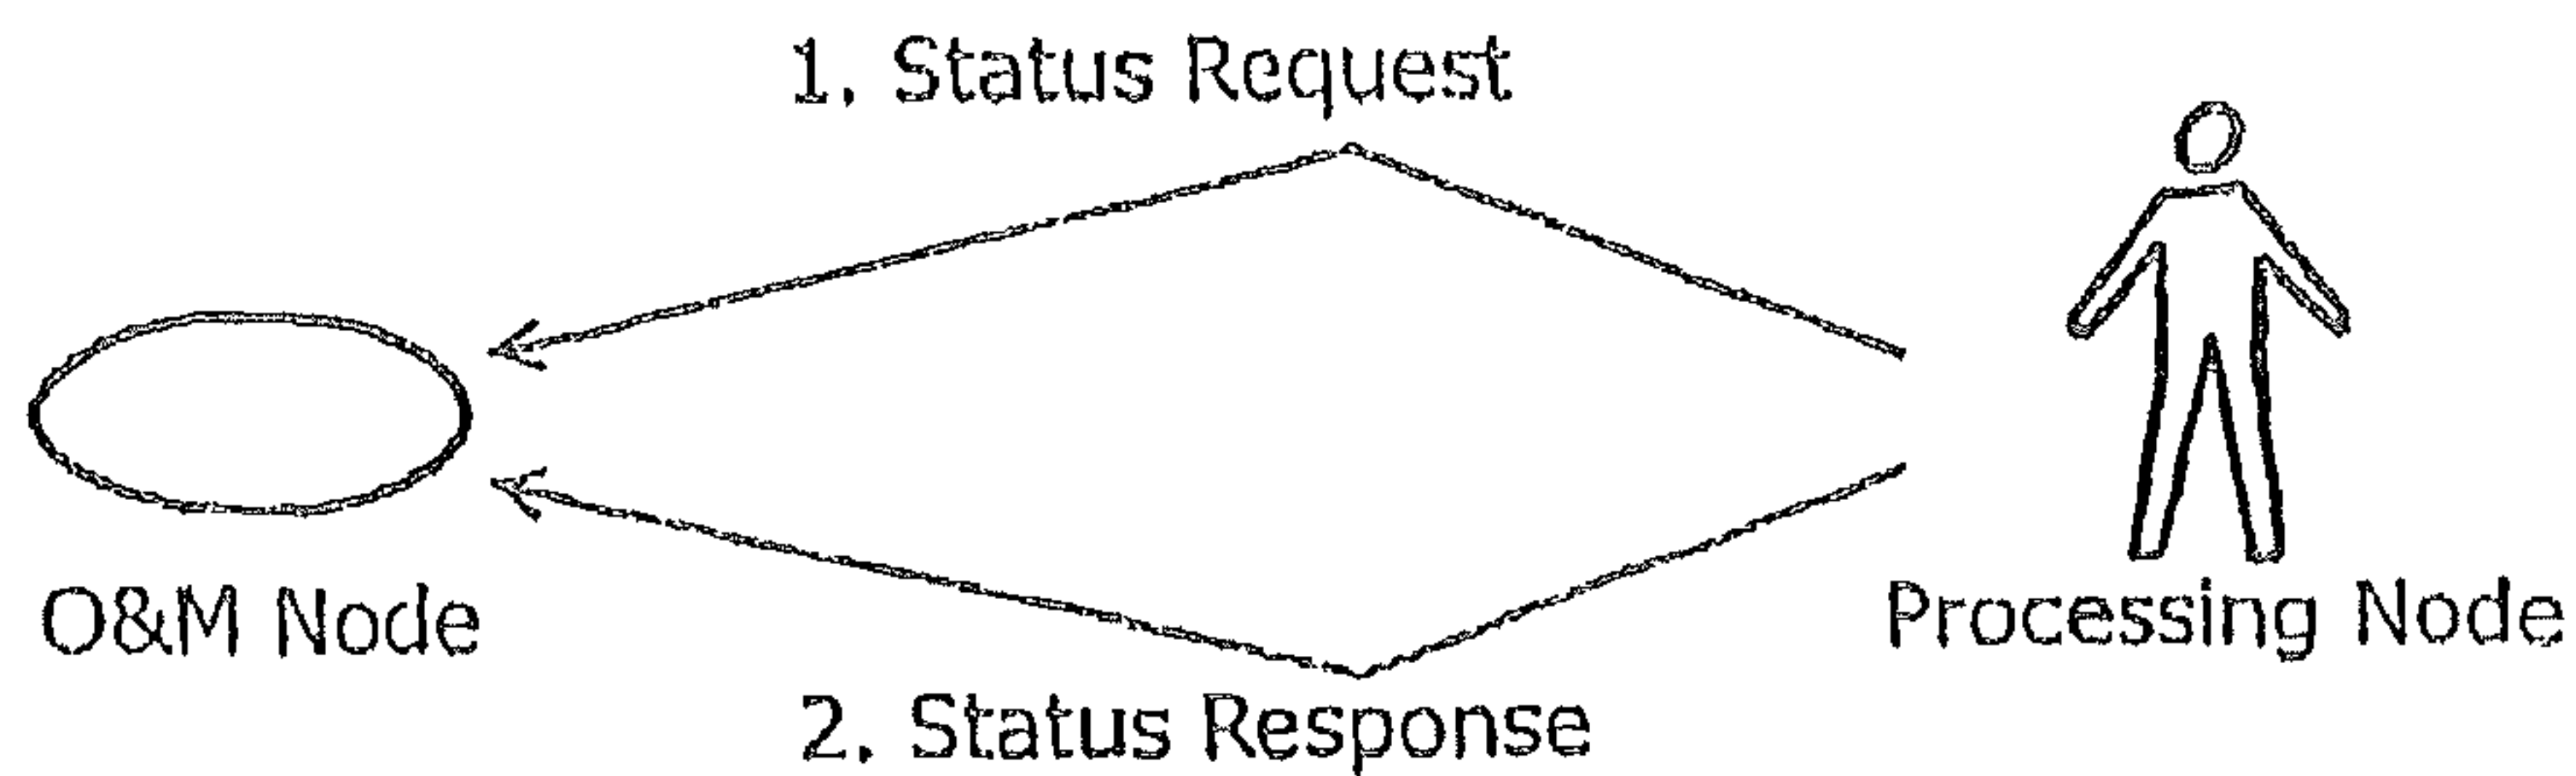 1. Status Request
O&M Node
Processing Node
2. Status Response